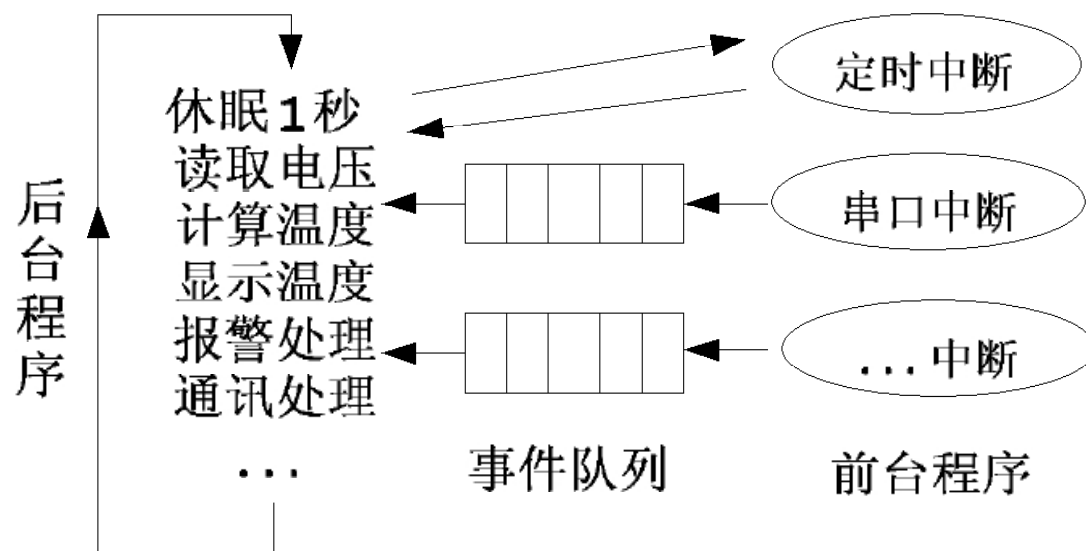 后台程序
休眠1秒
读取电压
计算温度
显示温度
报警处理
通讯处理
...
事件队列
定时中断
串口中断
...中断
前台程序